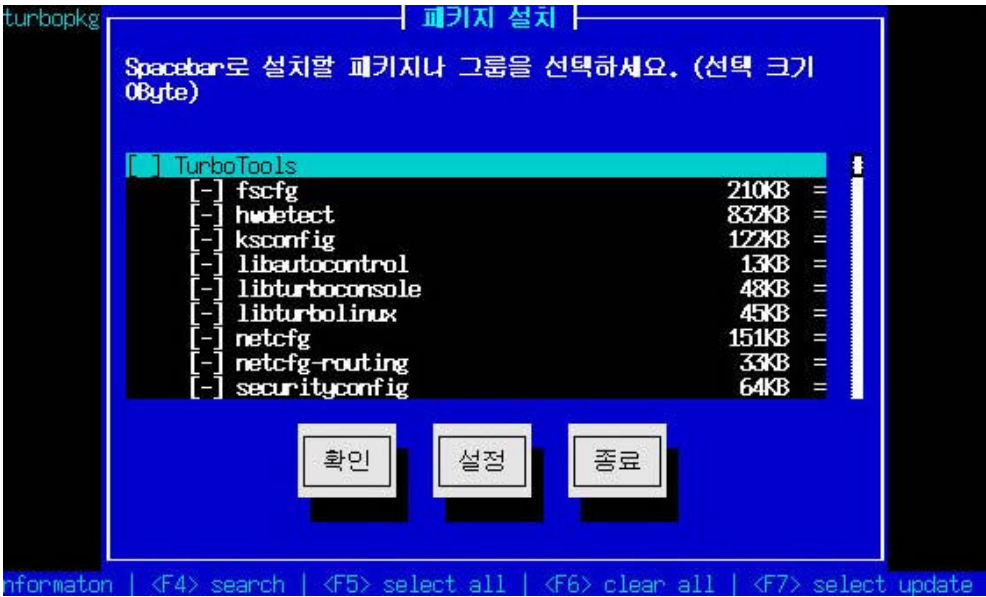 turbopkg
패키지 설치
Spacebar로 설치할 패키지나 그룹을 선택하세요. (선택 크기
0Byte)
[ ] TurboTools
[-] fscfg 210KB =
[-] hwdetect 832KB =
[-] ksconfig 122KB =
[-] libautocontrol 13KB =
[-] libturboconsole 48KB =
[-] libturbolinux 45KB =
[-] netcfg 151KB =
[-] netcfg-routing 33KB =
[-] securityconfig 64KB =
확인 설정 종료
nformaton | <F4> search | <F5> select all | <F6> clear all | <F7> select update